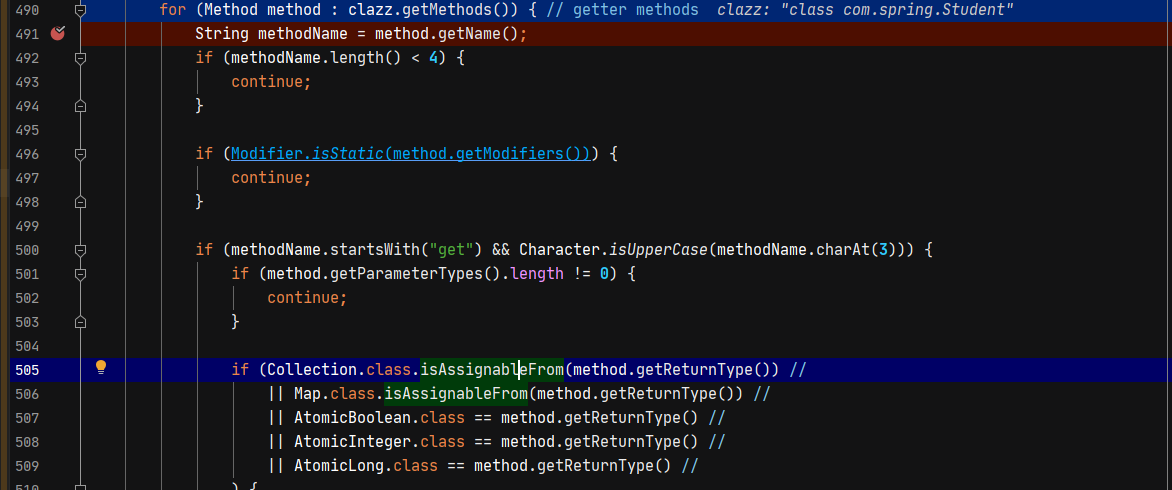 490 for (Method method : clazz.getMethods()) { // getter methods  clazz: "class com.spring.Student"
491 String methodName = method.getName();
492 if (methodName.length() < 4) {
493 continue;
494 }
495
496 if (Modifier.isStatic(method.getModifiers())) {
497 continue;
498 }
499
500 if (methodName.startsWith("get") && Character.isUpperCase(methodName.charAt(3))) {
501 if (method.getParameterTypes().length != 0) {
502 continue;
503 }
504
505 if (Collection.class.isAssignableFrom(method.getReturnType()) //
506 || Map.class.isAssignableFrom(method.getReturnType()) //
507 || AtomicBoolean.class == method.getReturnType() //
508 || AtomicInteger.class == method.getReturnType() //
509 || AtomicLong.class == method.getReturnType() //
510 ) {